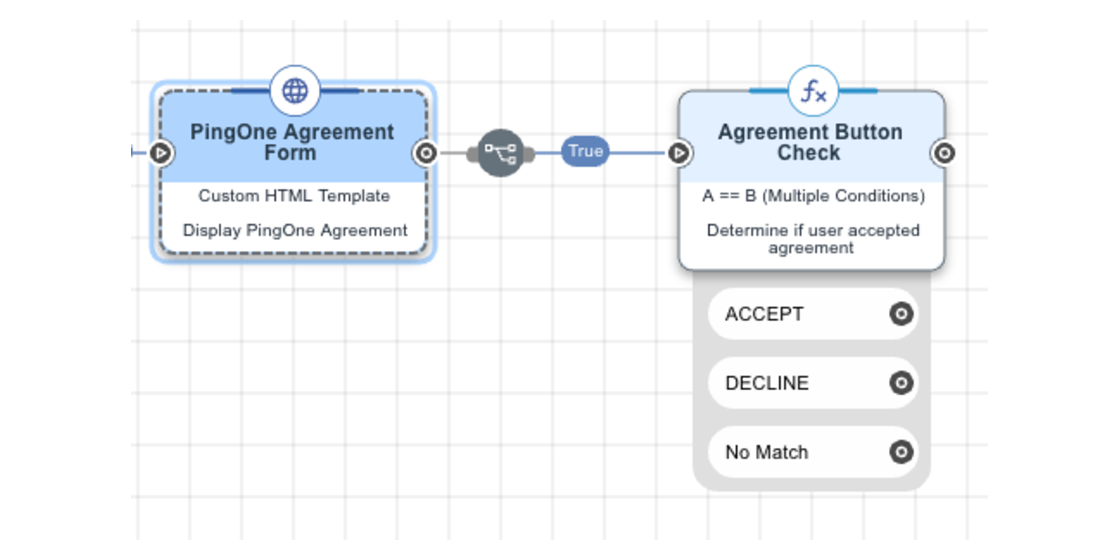 PingOne Agreement
Form
Custom HTML Template
Display PingOne Agreement
True
fx
Agreement Button
Check
A == B (Multiple Conditions)
Determine if user accepted
agreement
ACCEPT
DECLINE
No Match